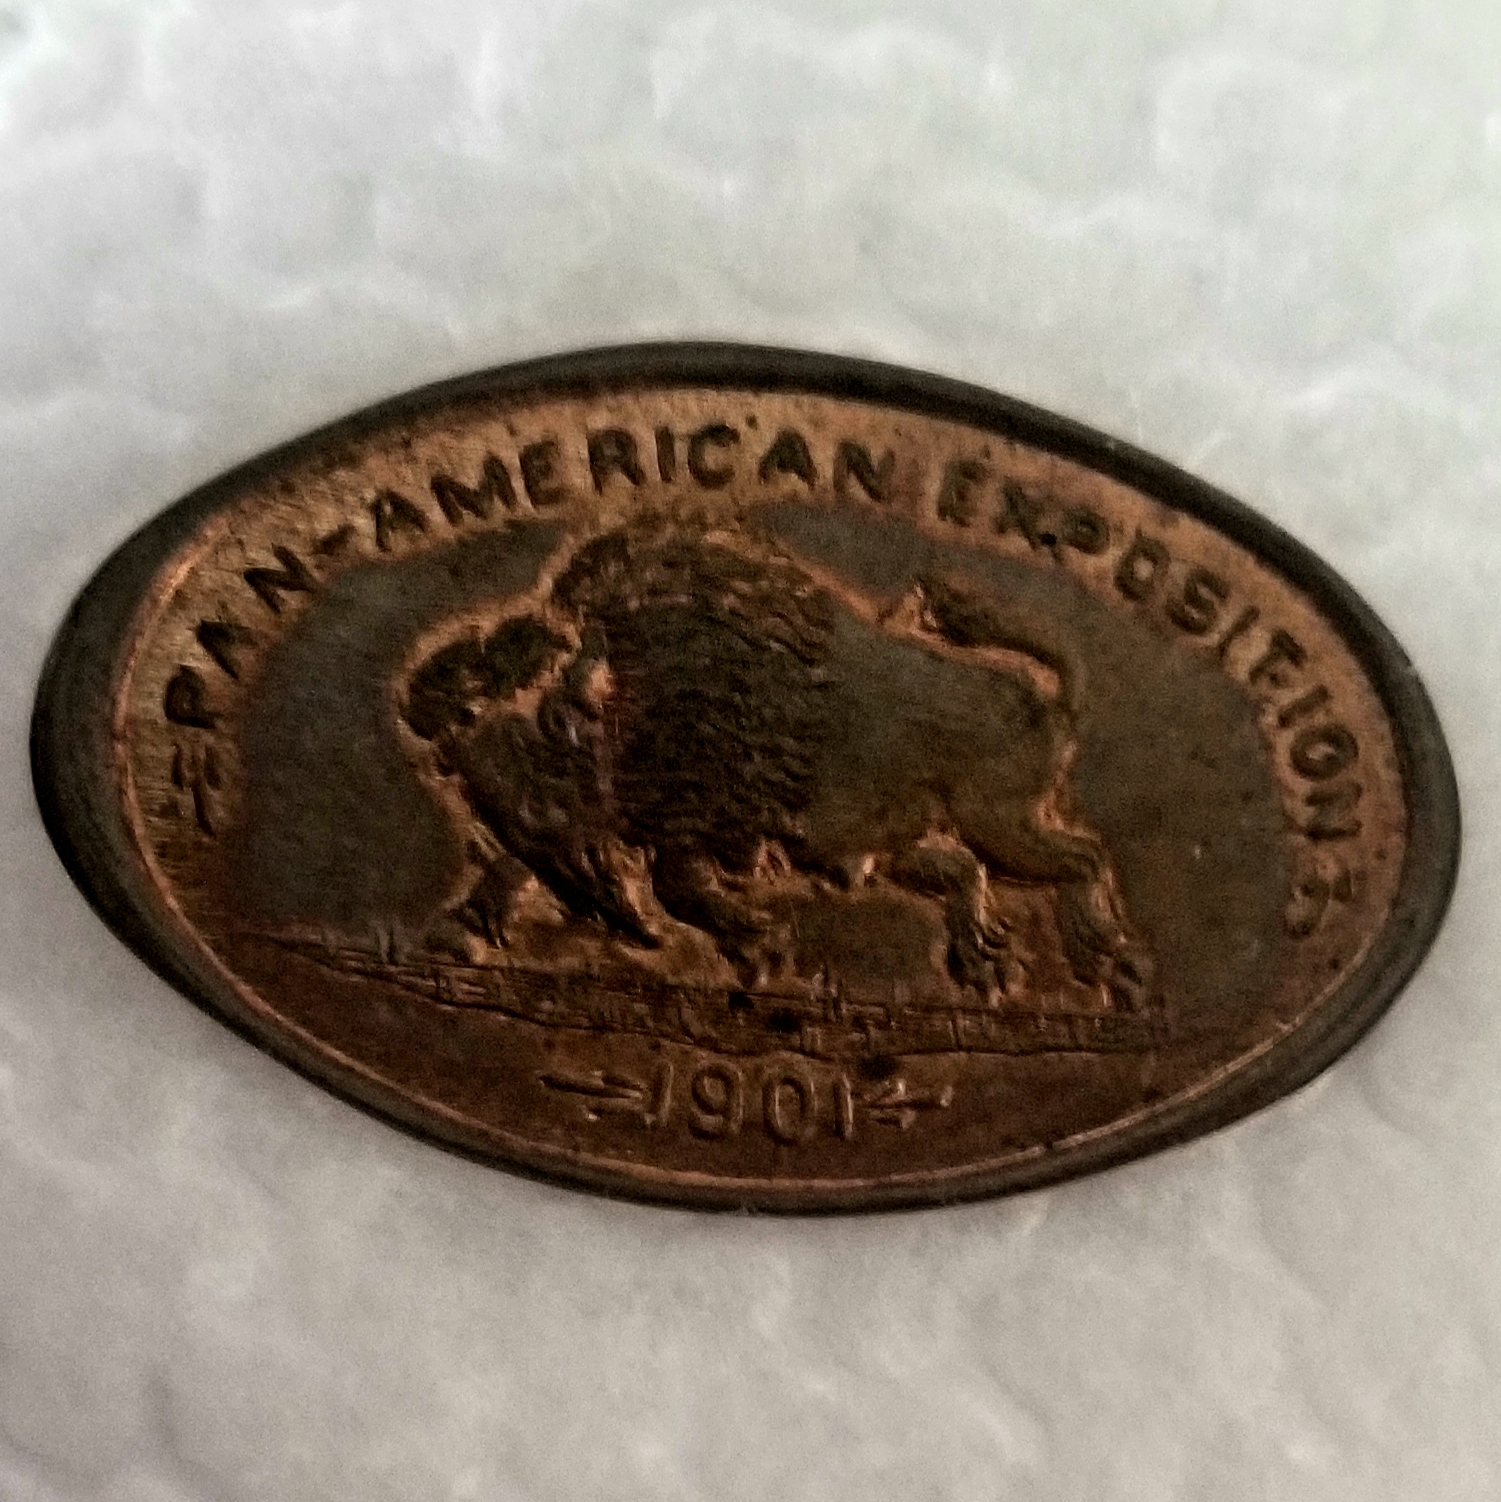 PAN-AMERICAN EXPOSITION
1901